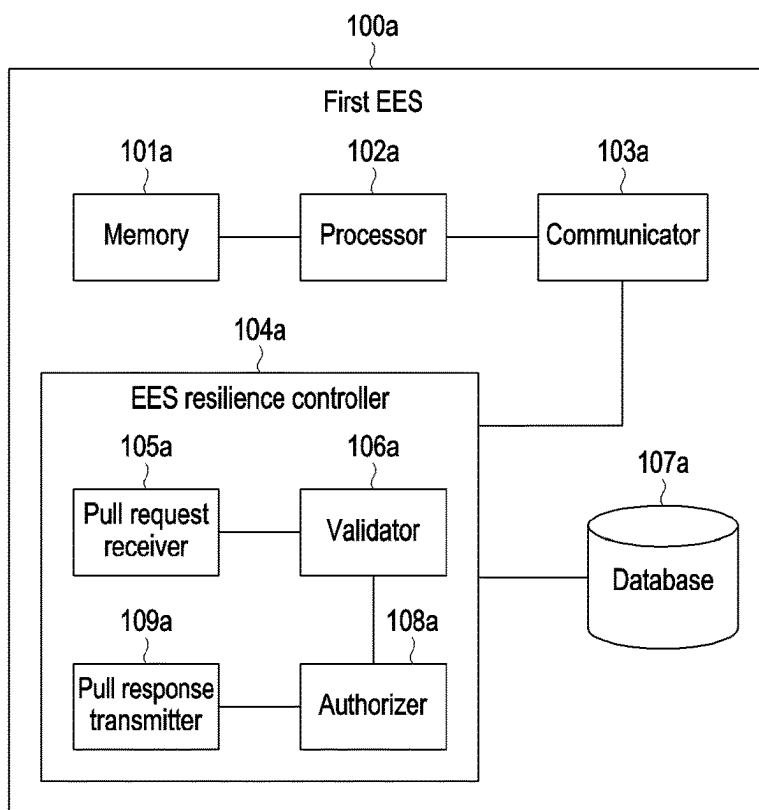 100a
First EES
101a
102a
103a
Memory
Processor
Communicator
104a
EES resilience controller
105a
106a
107a
Pull request
receiver
Validator
Database
109a
108a
Pull response
transmitter
Authorizer